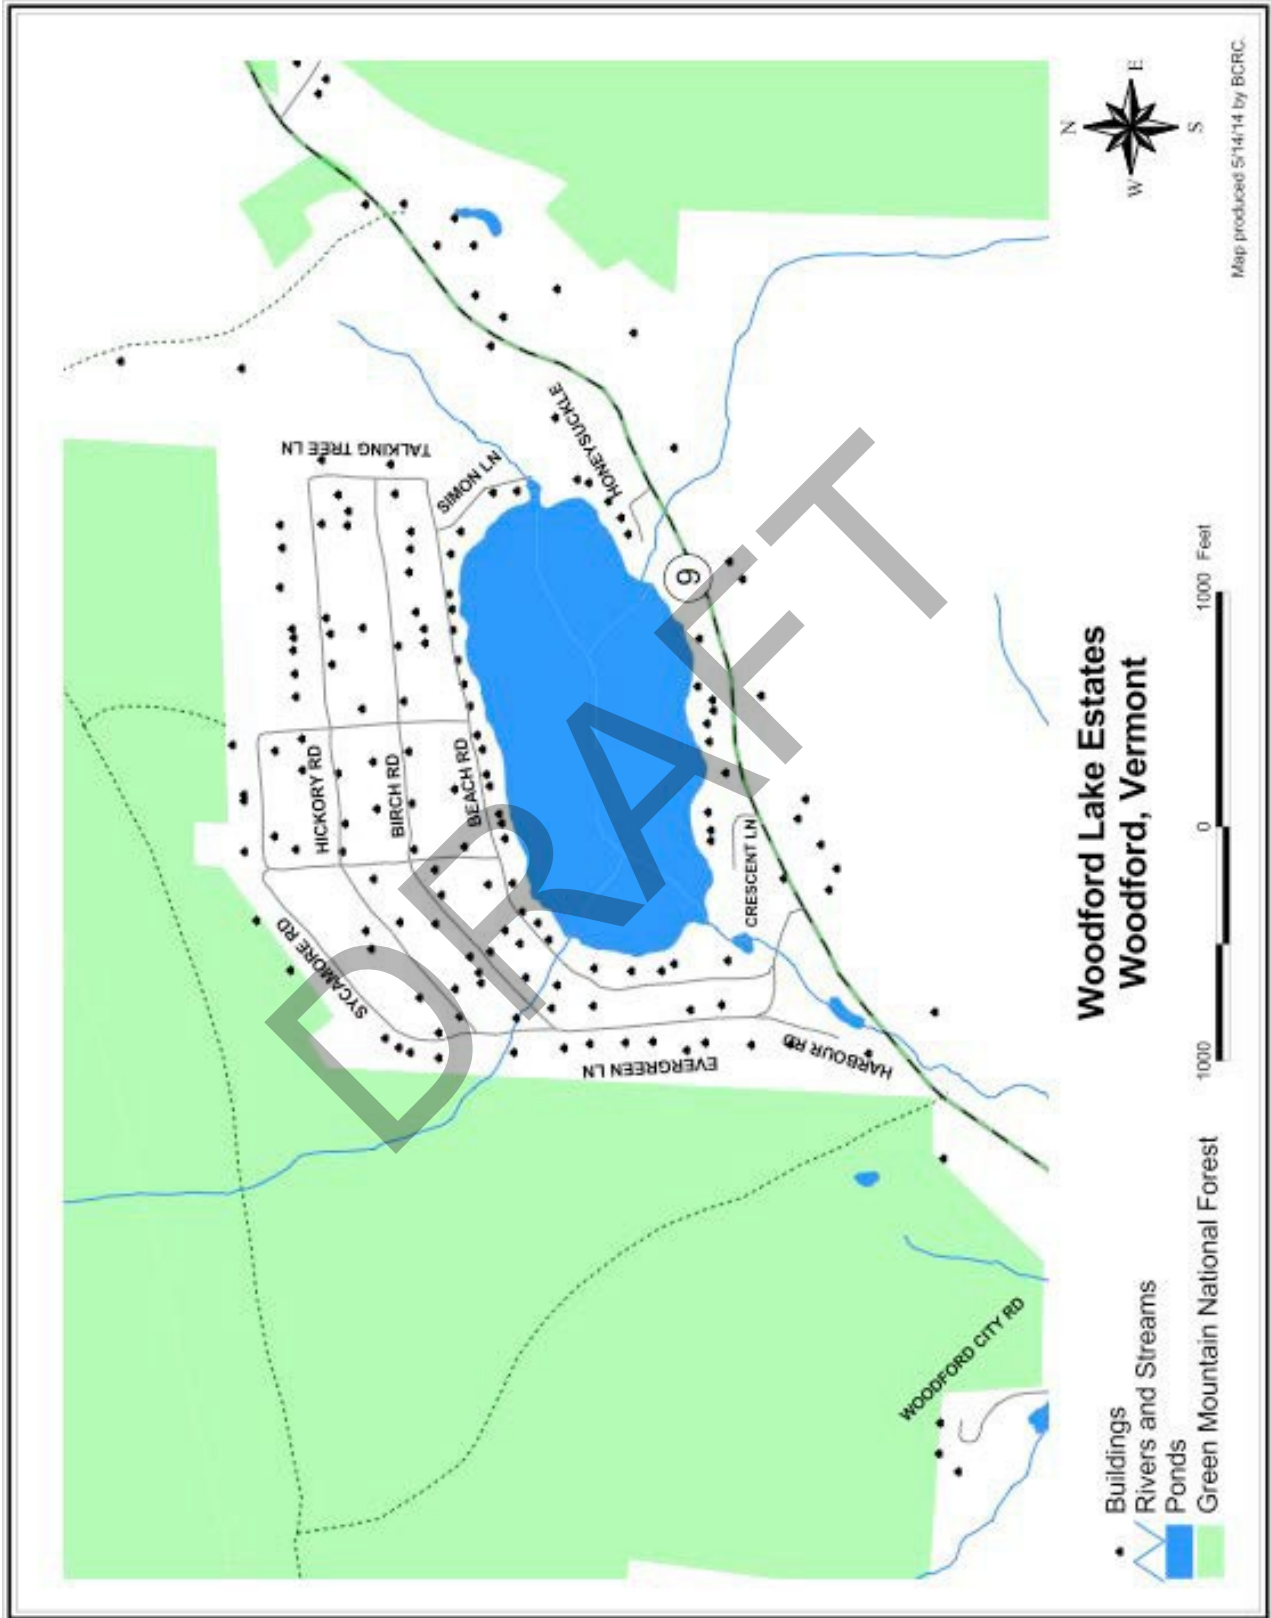 TALKING TREE LN
SIMON LN
HONEYSUCKLE
9
HICKORY RD
BIRCH RD
BEACH RD
SYCAMORE RD
CRESCENT LN
EVERGREEN LN
HARBOUR RD
WOODFORD CITY RD
DRAFT
Buildings
Rivers and Streams
Ponds
Green Mountain National Forest
Woodford Lake Estates
Woodford, Vermont
1000 0 1000 Feet
N
W E
S
Map produced 5/14/14 by BCRC.